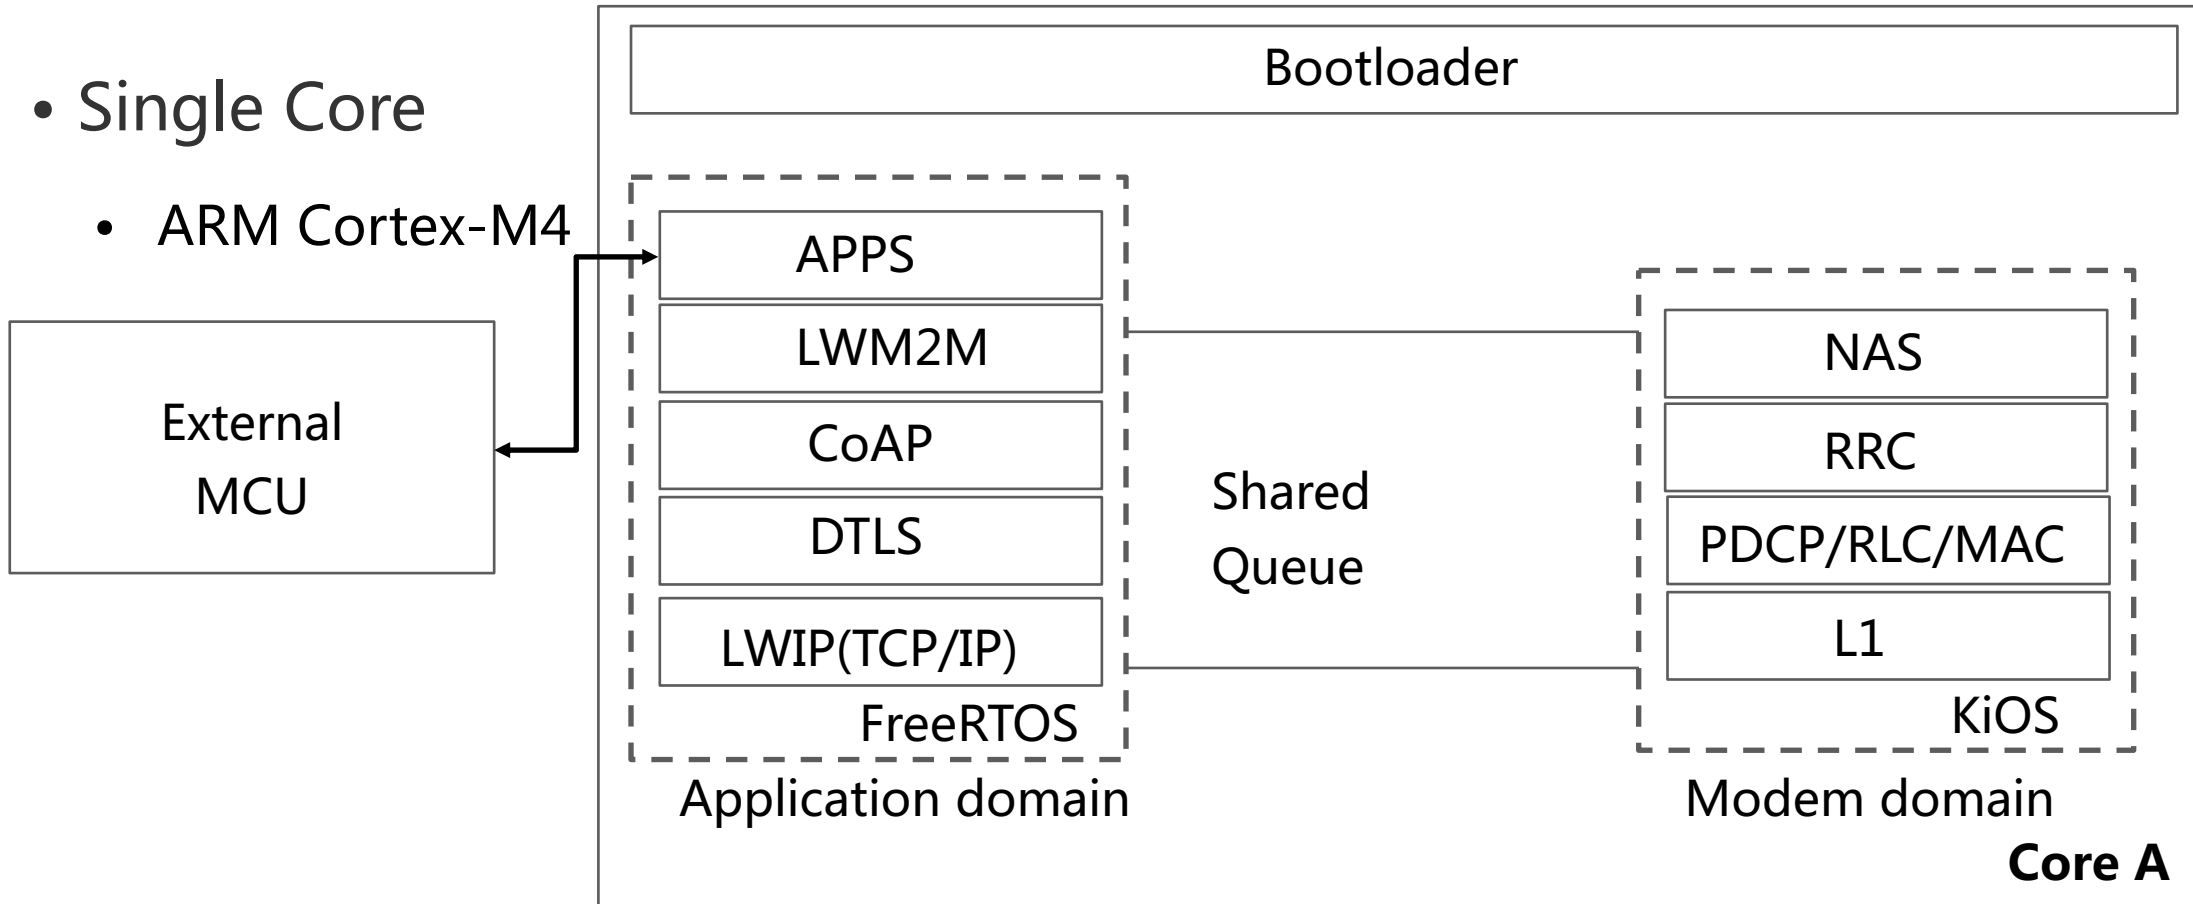 • Single Core
• ARM Cortex-M4
External
MCU
Bootloader
APPS
LWM2M
CoAP
DTLS
LWIP(TCP/IP)
FreeRTOS
Application domain
Shared
Queue
NAS
RRC
PDCP/RLC/MAC
L1
KiOS
Modem domain
Core A